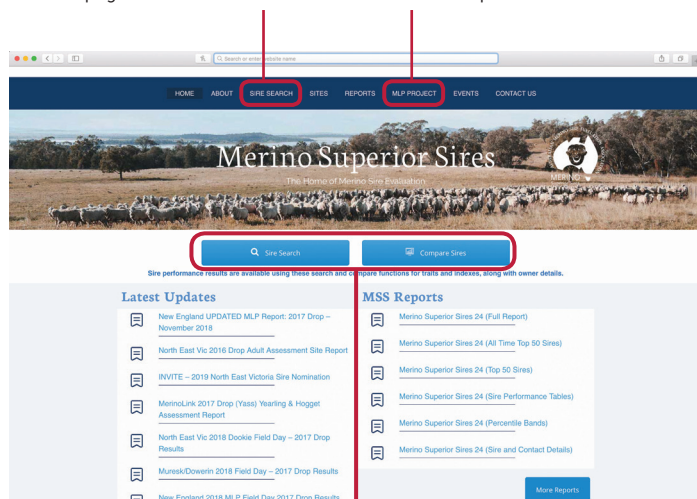 Search or enter website name
HOME ABOUT SIRE SEARCH SITES REPORTS MLP PROJECT EVENTS CONTACT US
Merino Superior Sires
The Home of Merino Sire Evaluation
MERINO
Sire Search
Compare Sires
Sire performance results are available using these search and compare functions for traits and indexes, along with owner details.
Latest Updates
New England UPDATED MLP Report: 2017 Drop –
November 2018
North East Vic 2016 Drop Adult Assessment Site Report
INVITE – 2019 North East Victoria Sire Nomination
MerinoLink 2017 Drop (Yass) Yearling & Hogget
Assessment Report
North East Vic 2018 Dookie Field Day – 2017 Drop
Results
Muresk/Dowerin 2018 Field Day – 2017 Drop Results
New England 2018 MLP Field Day 2017 Drop Results
MSS Reports
Merino Superior Sires 24 (Full Report)
Merino Superior Sires 24 (All Time Top 50 Sires)
Merino Superior Sires 24 (Top 50 Sires)
Merino Superior Sires 24 (Sire Performance Tables)
Merino Superior Sires 24 (Percentile Bands)
Merino Superior Sires 24 (Sire and Contact Details)
More Reports